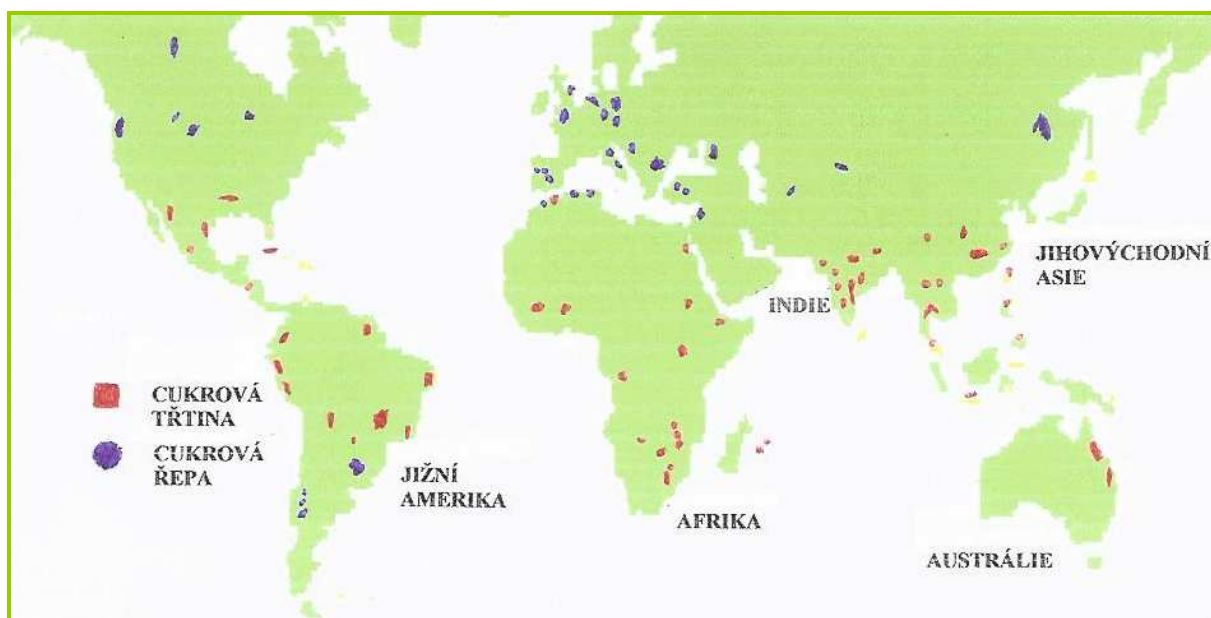 CUKROVÁ
TŘTINA
CUKROVÁ
ŘEPA
JIŽNÍ
AMERIKA
AFRIKA
INDIE
JIHOVÝCHODNÍ
ASIE
AUSTRÁLIE